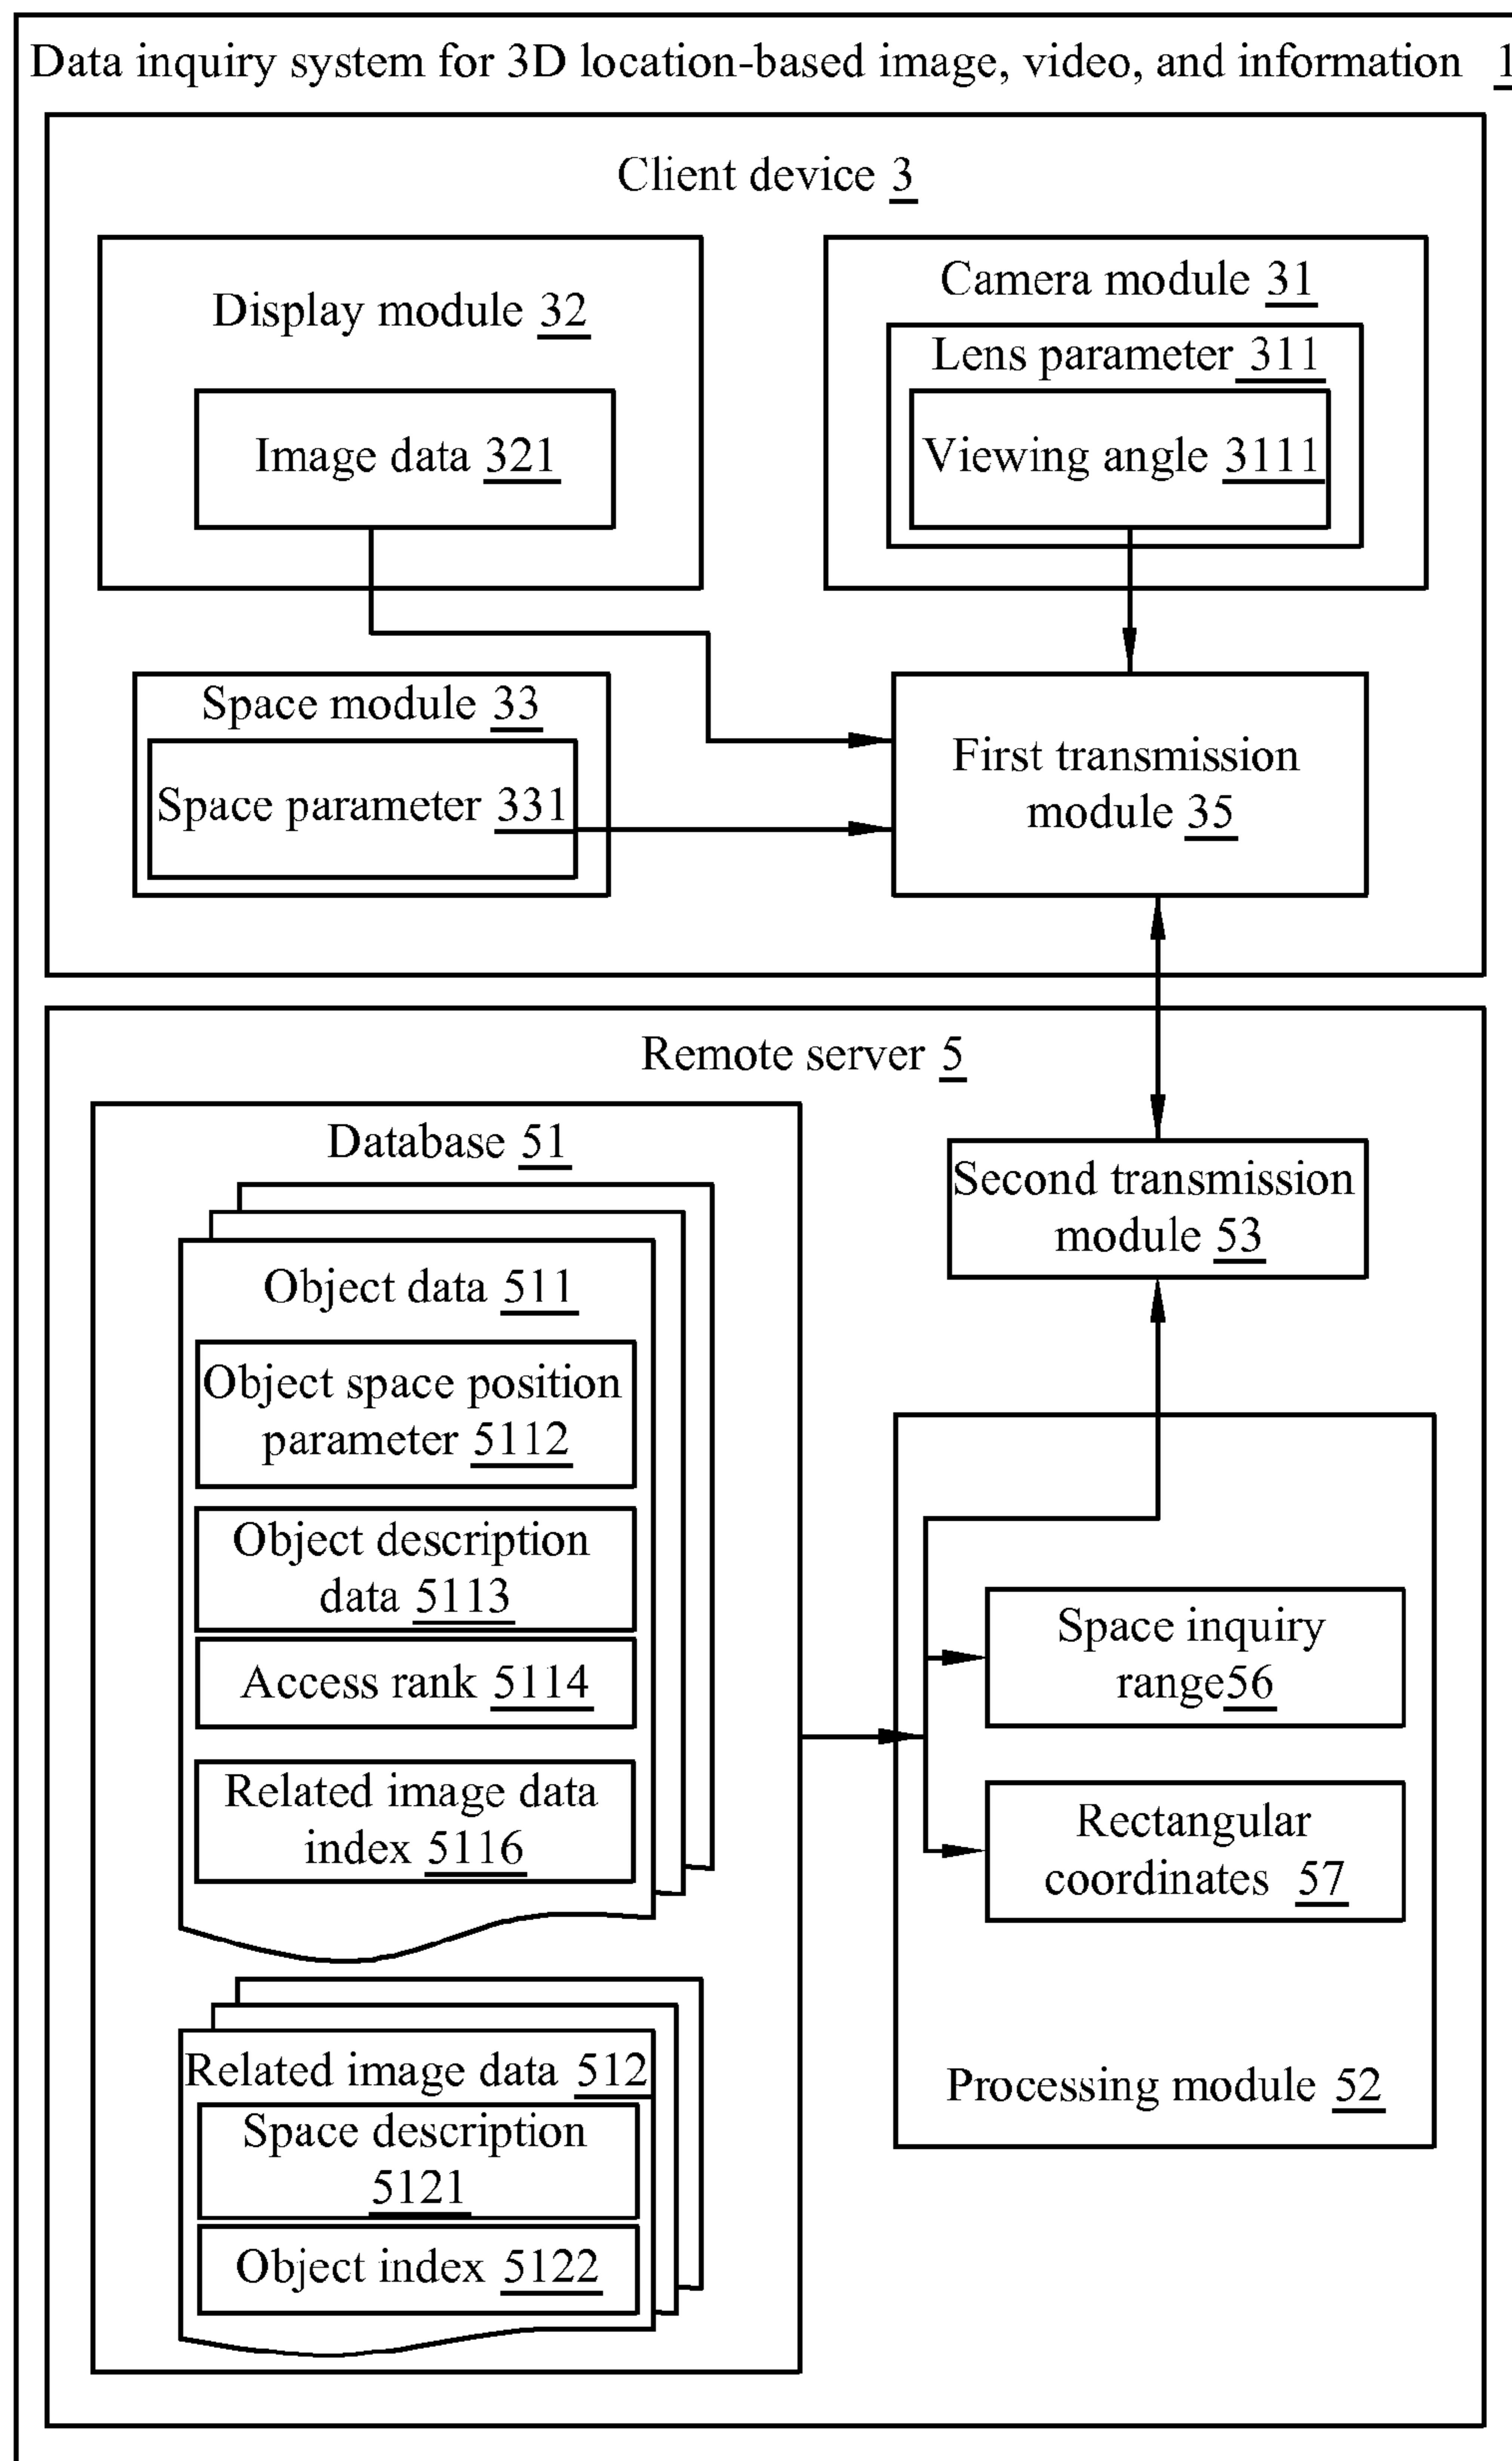 Data inquiry system for 3D location-based image, video, and information 1
Client device 3
Display module 32
Image data 321
Camera module 31
Lens parameter 311
Viewing angle 3111
Space module 33
Space parameter 331
First transmission
module 35
Remote server 5
Database 51
Object data 511
Object space position
parameter 5112
Object description
data 5113
Access rank 5114
Related image data
index 5116
Related image data 512
Space description
5121
Object index 5122
Second transmission
module 53
Space inquiry
range56
Rectangular
coordinates 57
Processing module 52